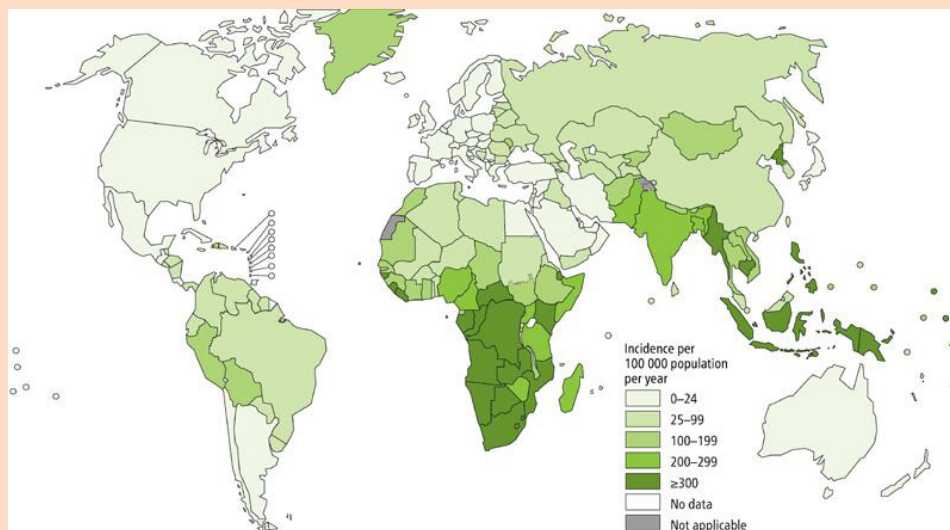 Incidence per
100 000 population
per year
0–24
25–99
100–199
200–299
≥300
No data
Not applicable